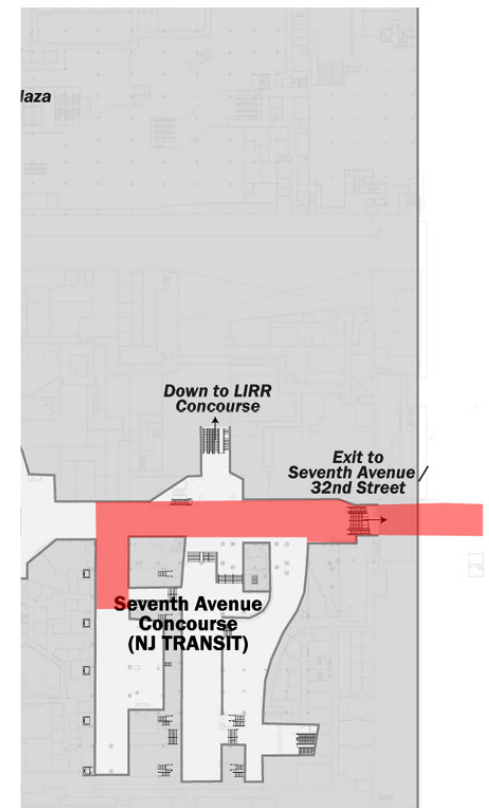 laza
Down to LIRR
Concourse
Exit to
Seventh Avenue /
32nd Street
Seventh Avenue
Concourse
(NJ TRANSIT)